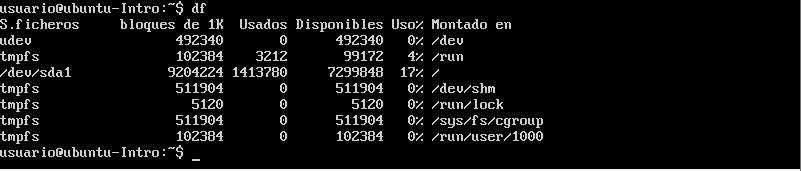 usuario@ubuntu-Intro:~$ df
S.ficheros bloques de 1K Usados Disponibles Uso% Montado en
udev 492340 0 492340 0% /dev
tmpfs 102384 3212 99172 4% /run
/dev/sda1 9204224 1413780 7299848 17% /
tmpfs 511904 0 511904 0% /dev/shm
tmpfs 5120 0 5120 0% /run/lock
tmpfs 511904 0 511904 0% /sys/fs/cgroup
tmpfs 102384 0 102384 0% /run/user/1000
usuario@ubuntu-Intro:~$ _